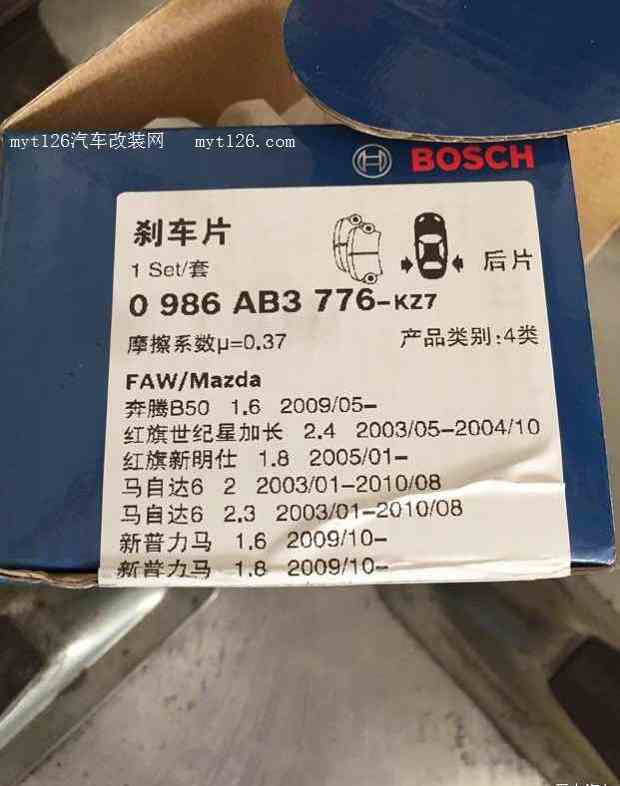 myt126汽车改装网 myt126.com
BOSCH
刹车片
1 Set/套
后片
0 986 AB3 776-KZ7
摩擦系数μ=0.37 产品类别:4类
FAW/Mazda
奔腾B50 1.6 2009/05-
红旗世纪星加长 2.4 2003/05-2004/10
红旗新明仕 1.8 2005/01-
马自达6 2 2003/01-2010/08
马自达6 2.3 2003/01-2010/08
新普力马 1.6 2009/10-
新普力马 1.8 2009/10-